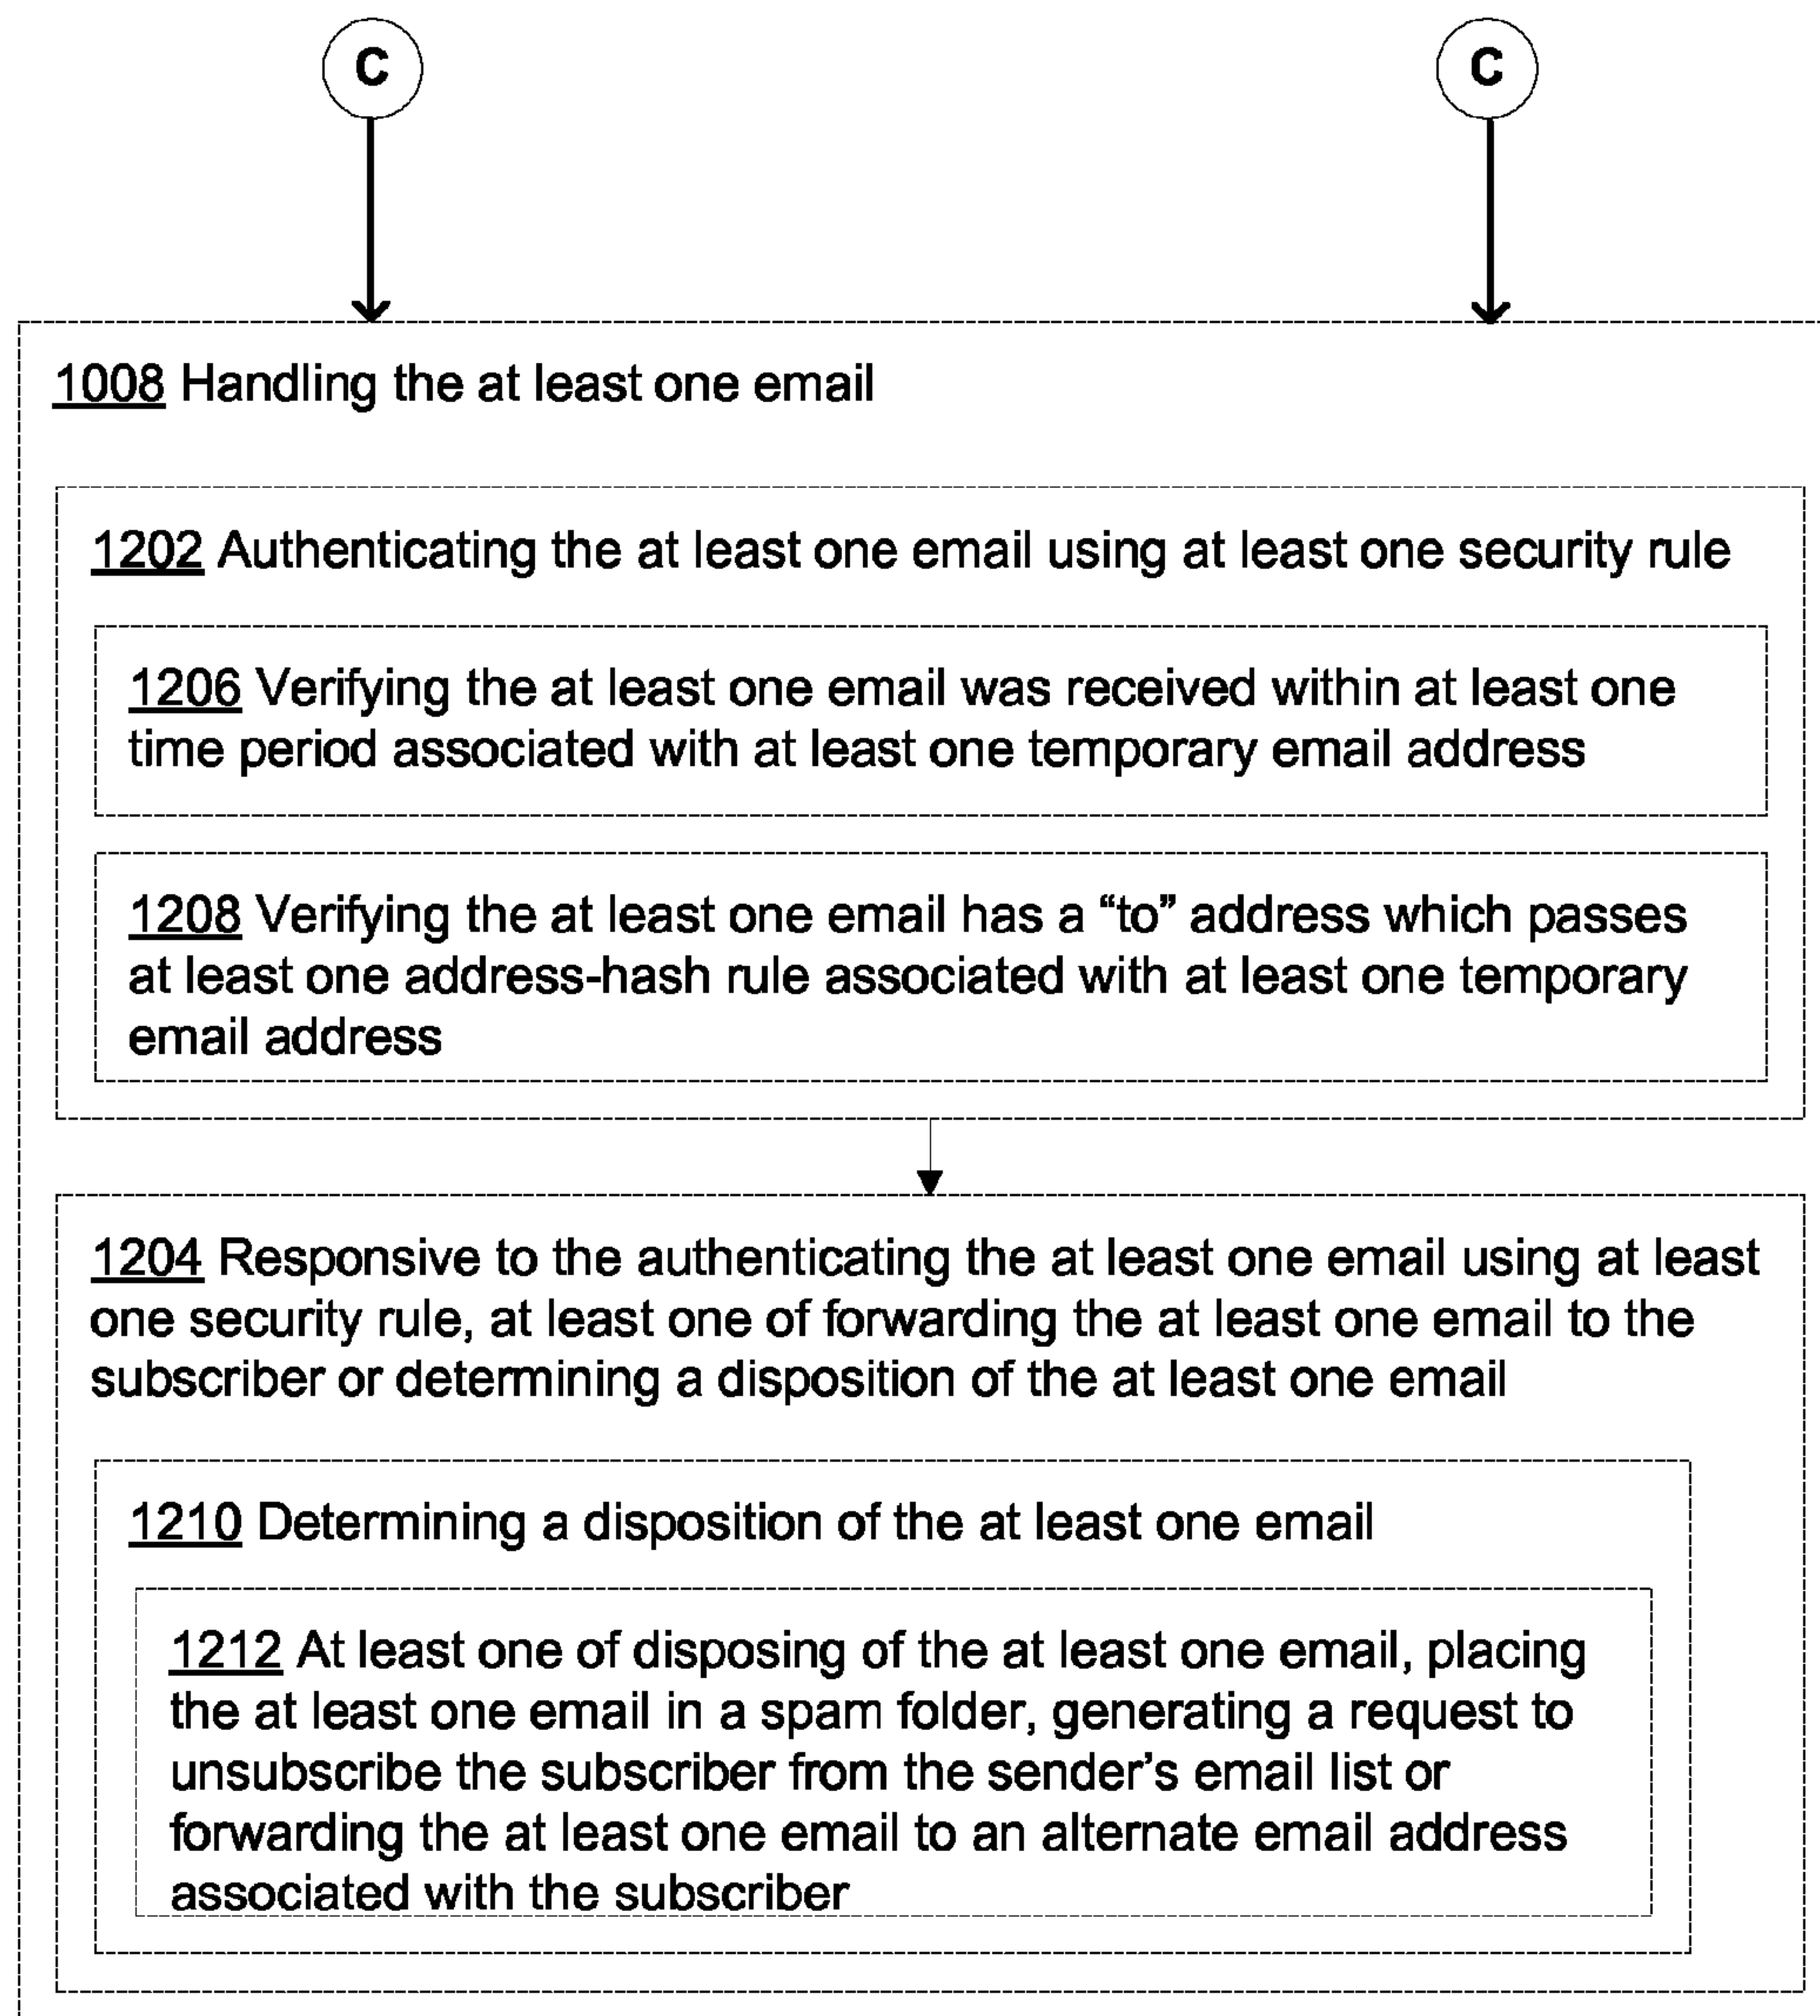 C
C
1008 Handling the at least one email
1202 Authenticating the at least one email using at least one security rule
1206 Verifying the at least one email was received within at least one
time period associated with at least one temporary email address
1208 Verifying the at least one email has a “to” address which passes
at least one address-hash rule associated with at least one temporary
email address
1204 Responsive to the authenticating the at least one email using at least
one security rule, at least one of forwarding the at least one email to the
subscriber or determining a disposition of the at least one email
1210 Determining a disposition of the at least one email
1212 At least one of disposing of the at least one email, placing
the at least one email in a spam folder, generating a request to
unsubscribe the subscriber from the sender’s email list or
forwarding the at least one email to an alternate email address
associated with the subscriber